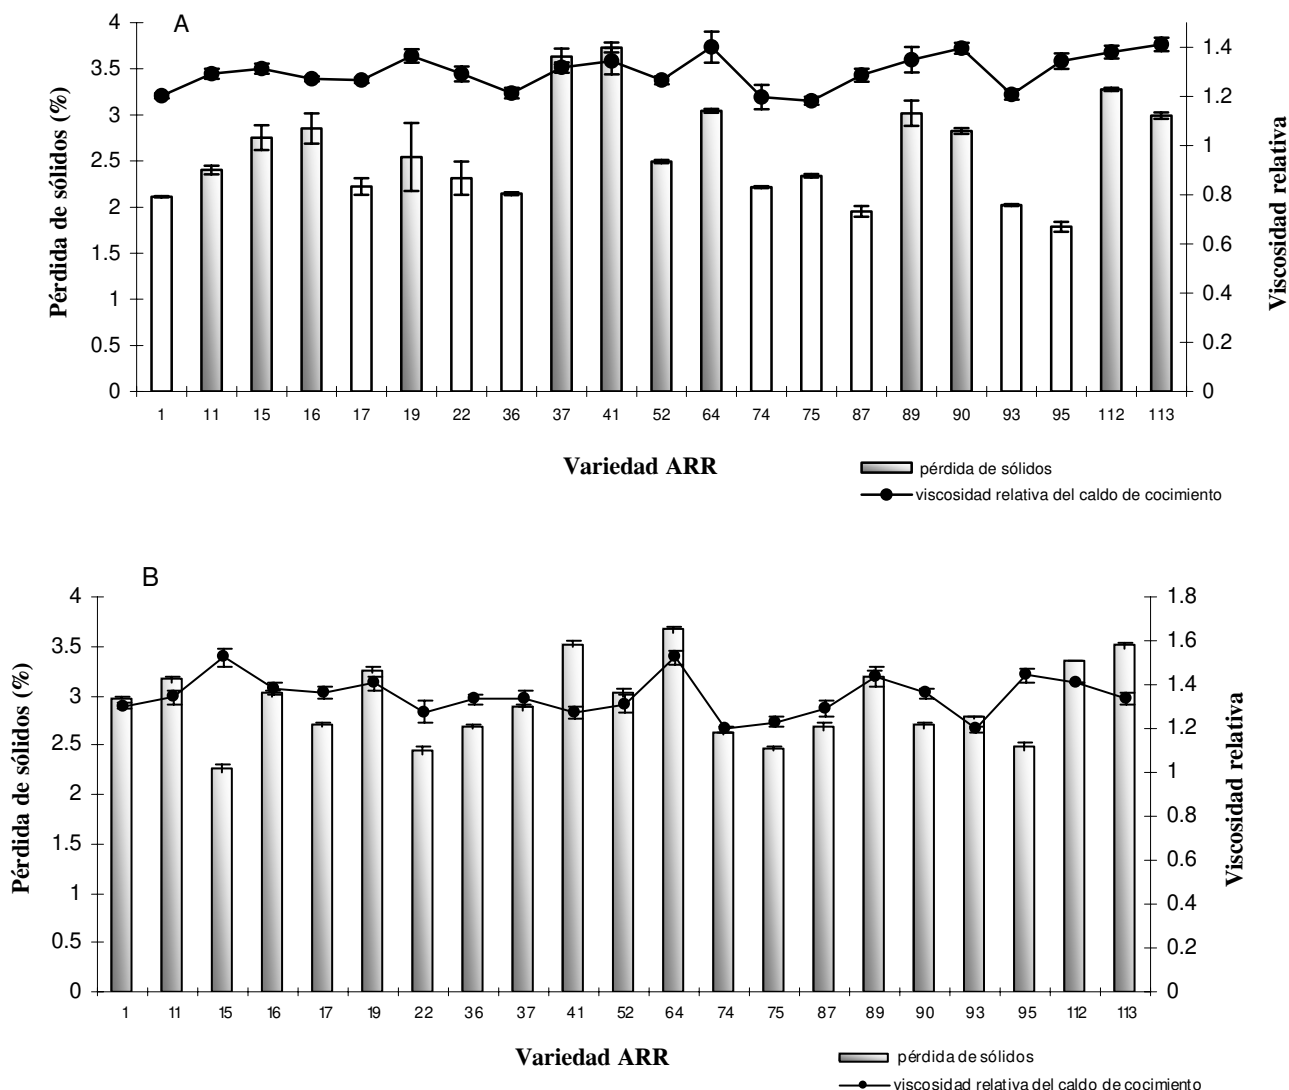 A
4
3.5
3
2.5
2
1.5
1
0.5
0
Pérdida de sólidos (%)
1.4
1.2
1
0.8
0.6
0.4
0.2
0
Viscosidad relativa
1 11 15 16 17 19 22 36 37 41 52 64 74 75 87 89 90 93 95 112 113
Variedad ARR
pérdida de sólidos
viscosidad relativa del caldo de cocimiento
B
4
3.5
3
2.5
2
1.5
1
0.5
0
Pérdida de sólidos (%)
1.8
1.6
1.4
1.2
1
0.8
0.6
0.4
0.2
0
Viscosidad relativa
1 11 15 16 17 19 22 36 37 41 52 64 74 75 87 89 90 93 95 112 113
Variedad ARR
pérdida de sólidos
viscosidad relativa del caldo de cocimiento